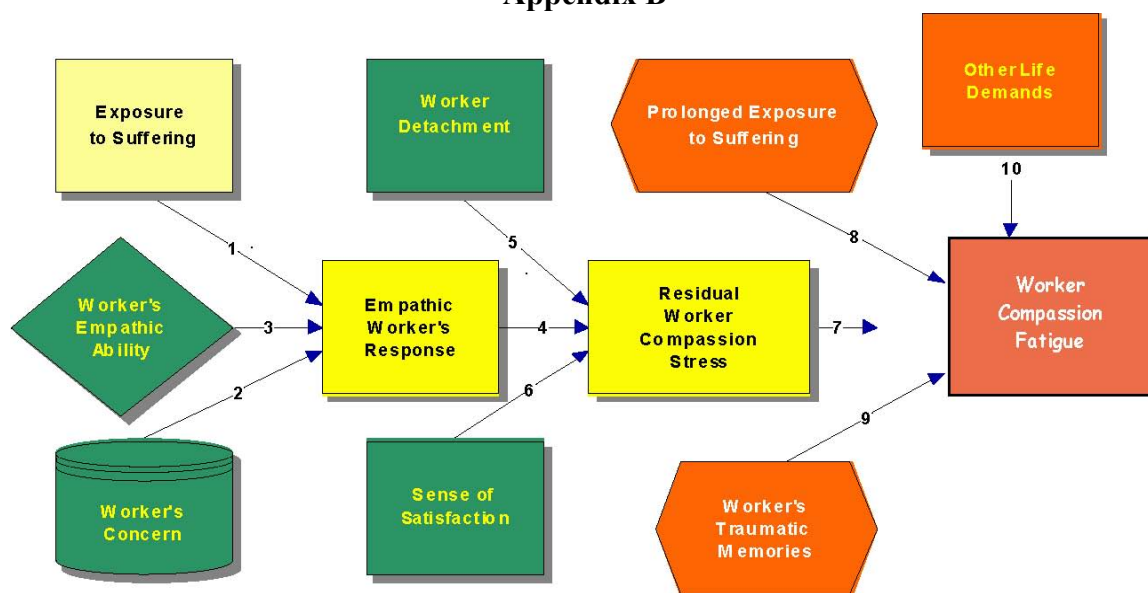 Appendix B
Exposure
to Suffering
Worker
Detachment
Prolonged Exposure
to Suffering
Other Life
Demands
10
1
5
8
Worker's
Empathic
Ability
3
Empathic
Worker's
Response
4
Residual
Worker
Compassion
Stress
7
Worker
Compassion
Fatigue
2
6
9
Worker's
Concern
Sense of
Satisfaction
Worker's
Traumatic
Memories